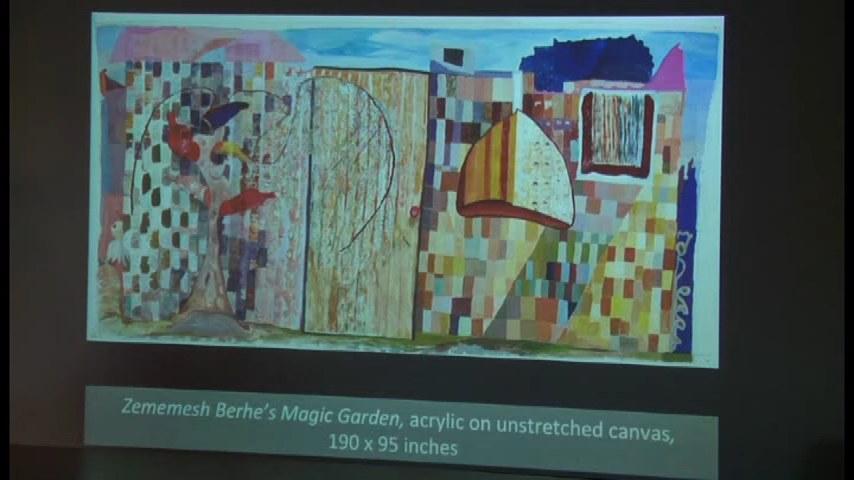 Zememesh Berhe's Magic Garden, acrylic on unstretched canvas,
190 x 95 inches